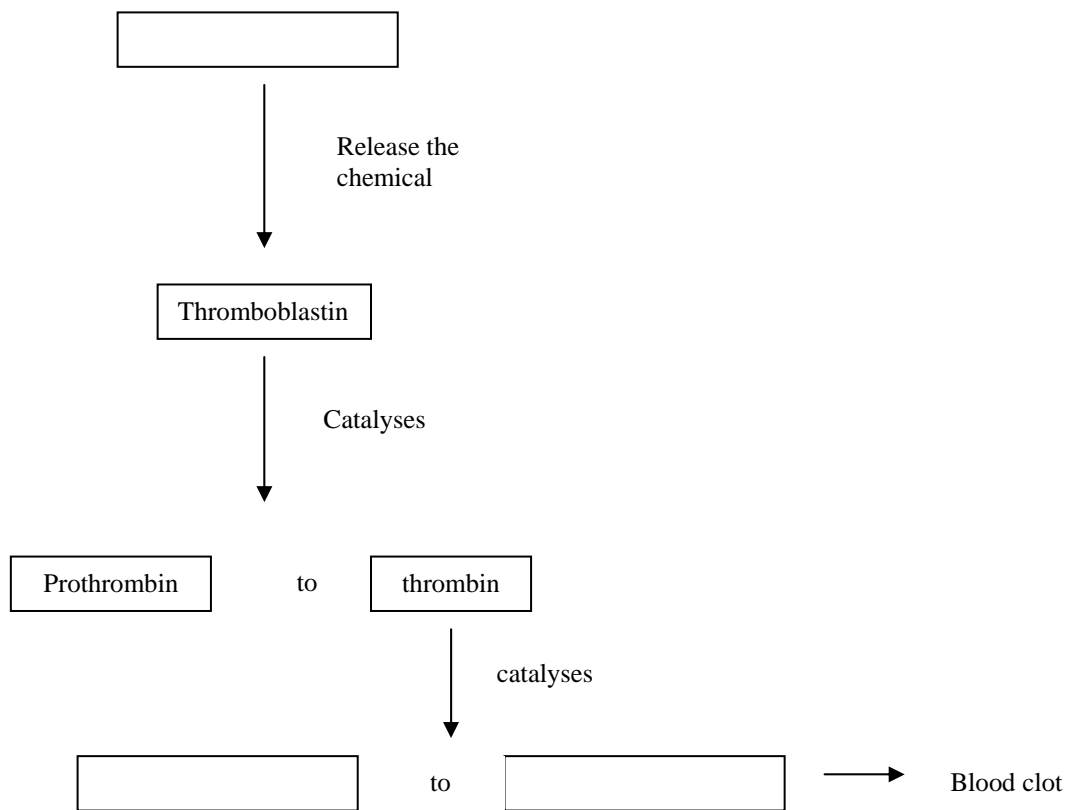 Release the
chemical
Thromboblastin
Catalyses
Prothrombin to thrombin
catalyses
to Blood clot